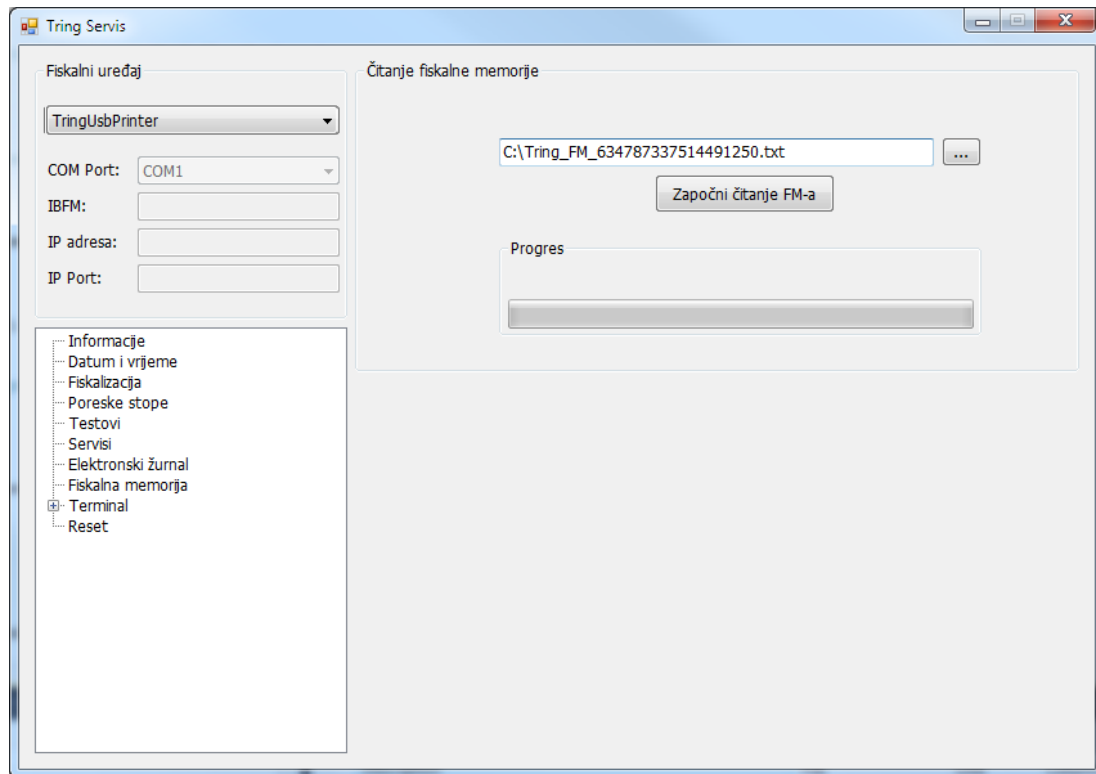 Tring Servis
Fiskalni uređaj
TringUsbPrinter
COM Port: COM1
IBFM:
IP adresa:
IP Port:
Informacije
Datum i vrijeme
Fiskalizacija
Poreske stope
Testovi
Servisi
Elektronski žurnal
Fiskalna memorija
Terminal
Reset
Čitanje fiskalne memorije
C:\Tring_FM_634787337514491250.txt
...
Započni čitanje FM-a
Progres